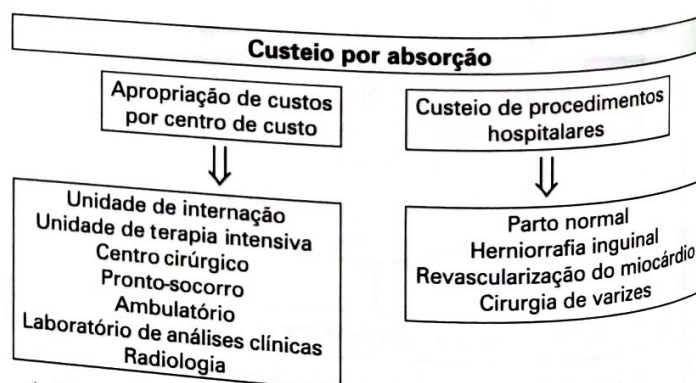 Custeio por absorção
Apropriação de custos
por centro de custo
Custeio de procedimentos
hospitalares
Unidade de internação
Unidade de terapia intensiva
Centro cirúrgico
Pronto-socorro
Ambulatório
Laboratório de análises clínicas
Radiologia
Parto normal
Herniorrafia inguinal
Revascularização do miocárdio
Cirurgia de varizes